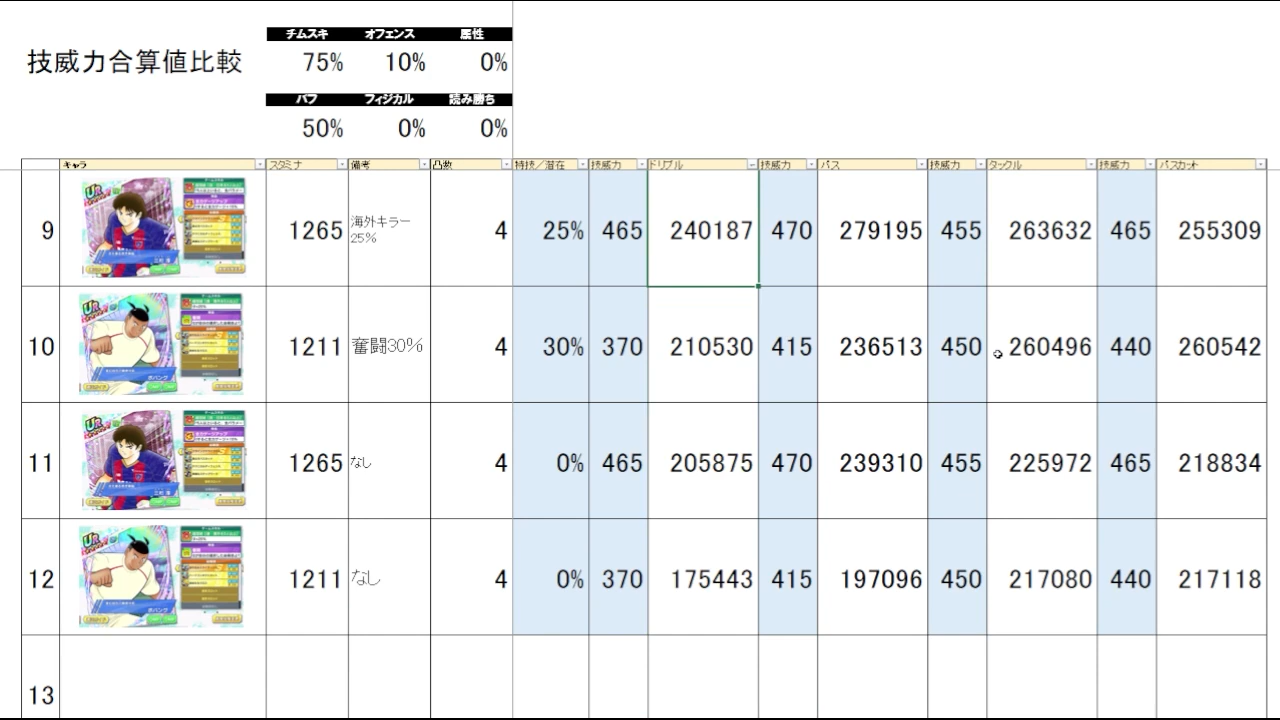 チムスキ オフェンス 属性
技威力合算値比較 75% 10% 0%
バフ フィジカル 読み勝ち
50% 0% 0%
キャラ スタミナ 備考 凸数 持技/潜在 技威力 ドリブル 技威力 パス 技威力 タックル 技威力 パスカット
9 UR 1265 海外キラー 25% 4 25% 465 240187 470 279195 455 263632 465 255309
10 UR 1211 奮闘30% 4 30% 370 210530 415 236513 450 260496 440 260542
11 UR 1265 なし 4 0% 465 205875 470 239310 455 225972 465 218834
12 UR 1211 なし 4 0% 370 175443 415 197096 450 217080 440 217118
13